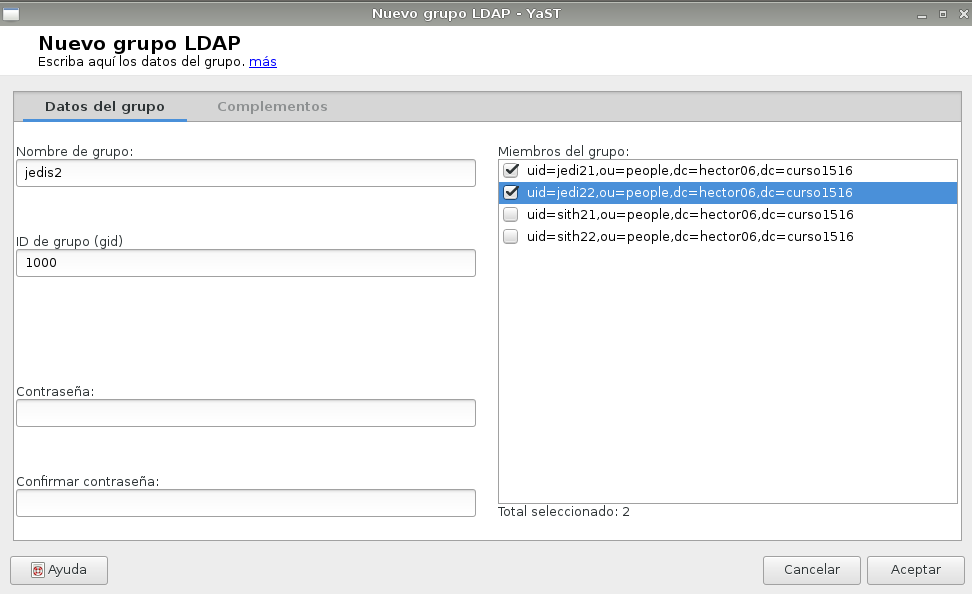 Nuevo grupo LDAP - YaST
Nuevo grupo LDAP
Escriba aquí los datos del grupo. más
Datos del grupo
Complementos
Nombre de grupo:
jedis2
ID de grupo (gid)
1000
Contraseña:
Confirmar contraseña:
Miembros del grupo:
uid=jedi21,ou=people,dc=hector06,dc=curso1516
uid=jedi22,ou=people,dc=hector06,dc=curso1516
uid=sith21,ou=people,dc=hector06,dc=curso1516
uid=sith22,ou=people,dc=hector06,dc=curso1516
Total seleccionado: 2
Ayuda
Cancelar
Aceptar